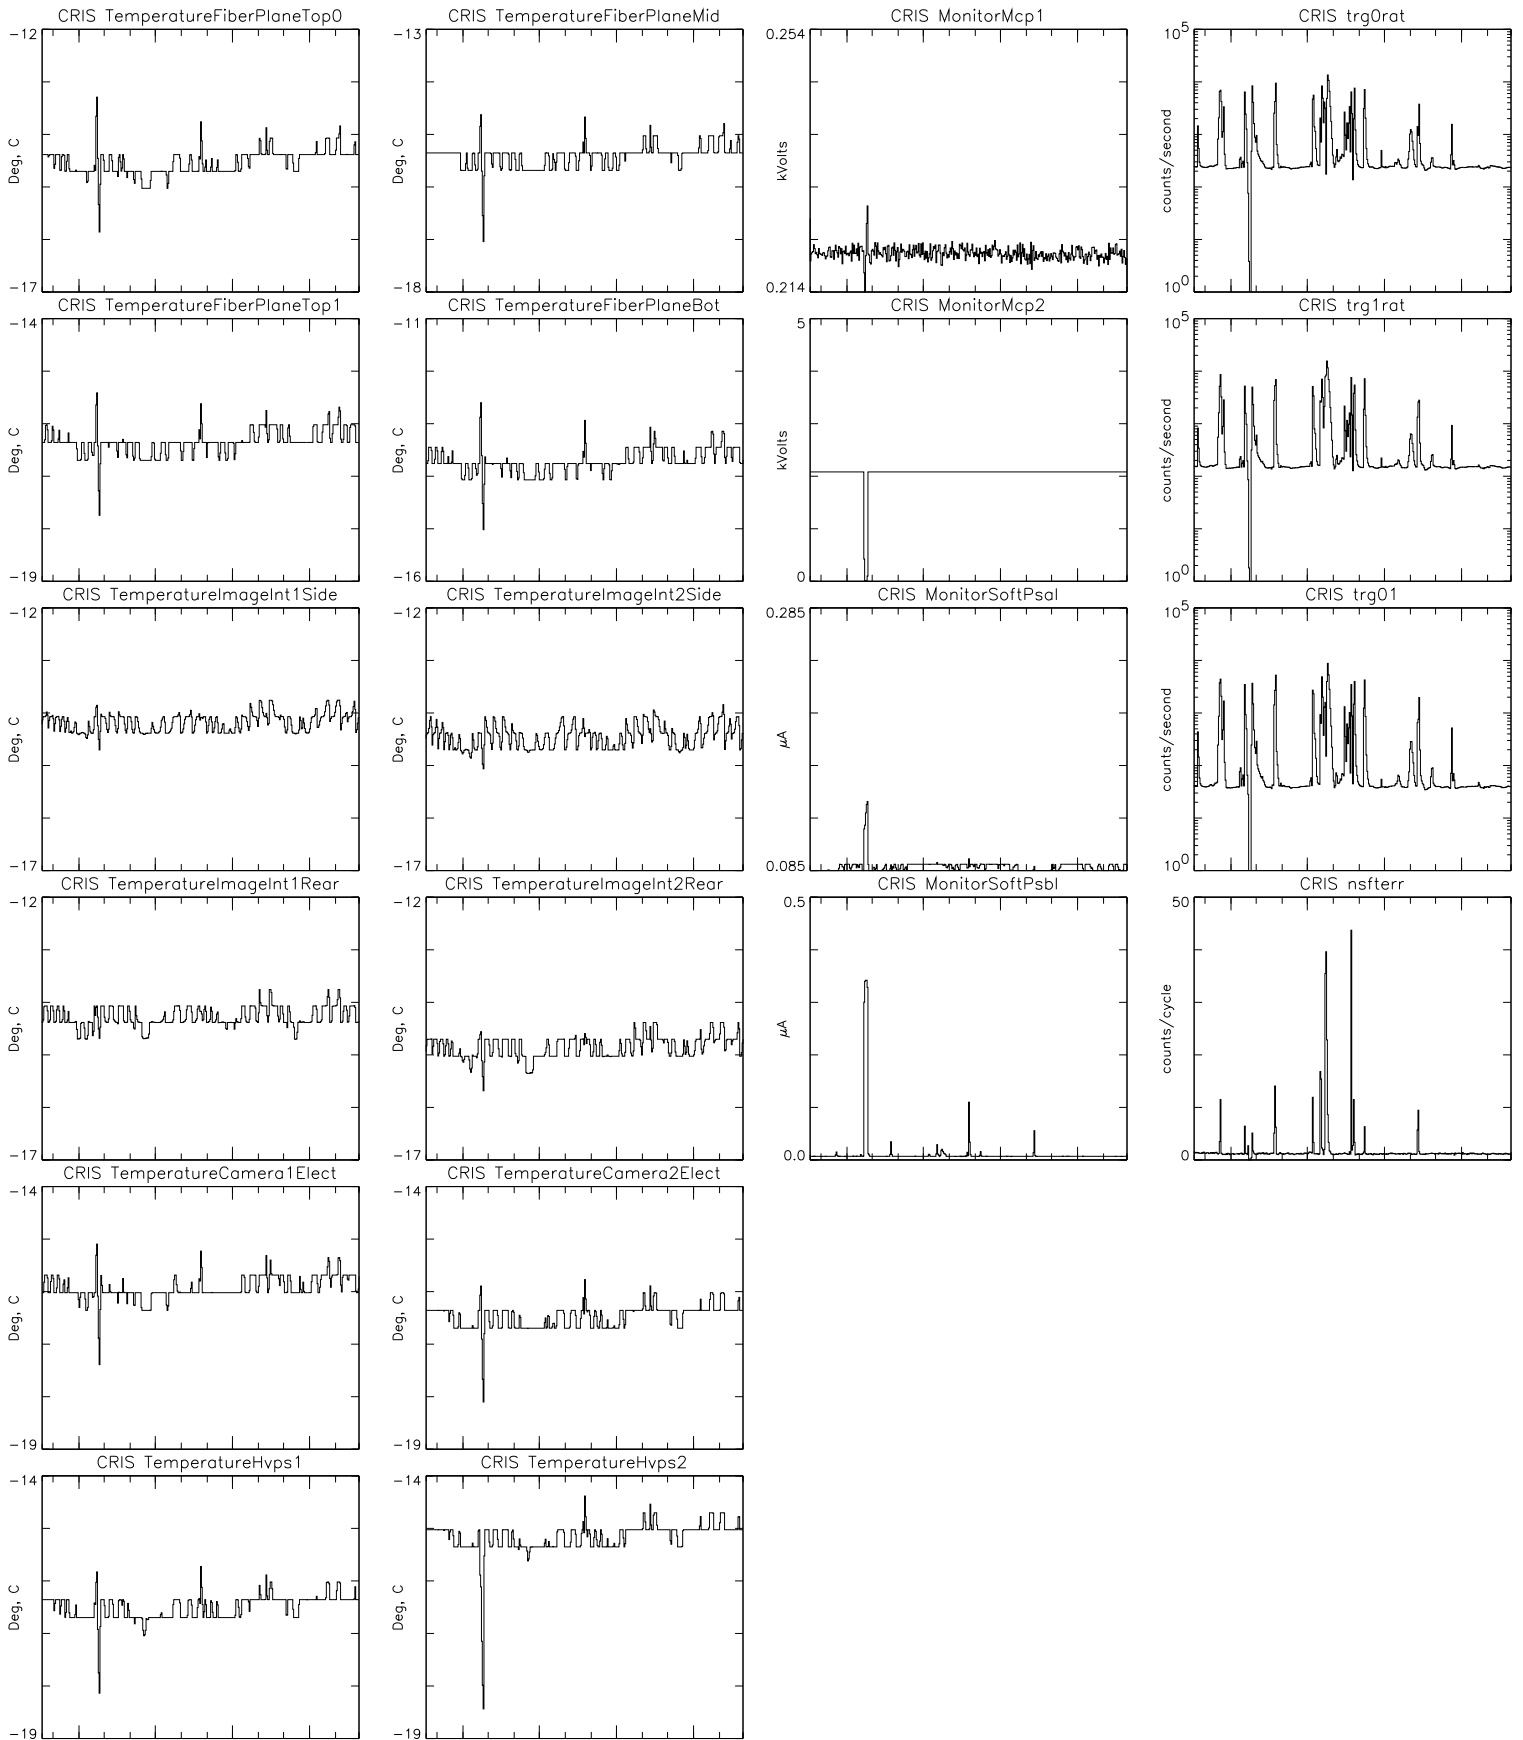 CRIS TemperatureFiberPlaneTop0
-12
Deg, C
-17
CRIS TemperatureFiberPlaneMid
-13
Deg, C
-18
CRIS MonitorMcp1
0.254
kVolts
0.214
CRIS trg0rat
10^5
counts/second
10^0
CRIS TemperatureFiberPlaneTop1
-14
Deg, C
-19
CRIS TemperatureFiberPlaneBot
-11
Deg, C
-16
CRIS MonitorMcp2
5
kVolts
0
CRIS trg1rat
10^5
counts/second
10^0
CRIS TemperatureImageInt1Side
-12
Deg, C
-17
CRIS TemperatureImageInt2Side
-12
Deg, C
-17
CRIS MonitorSoftPsaI
0.285
μA
0.085
CRIS trg01
10^5
counts/second
10^0
CRIS TemperatureImageInt1Rear
-12
Deg, C
-17
CRIS TemperatureImageInt2Rear
-12
Deg, C
-17
CRIS MonitorSoftPsbI
0.5
μA
0.0
CRIS nsfterr
50
counts/cycle
0
CRIS TemperatureCamera1Elect
-14
Deg, C
-19
CRIS TemperatureCamera2Elect
-14
Deg, C
-19
CRIS TemperatureHvps1
-14
Deg, C
-19
CRIS TemperatureHvps2
-14
Deg, C
-19